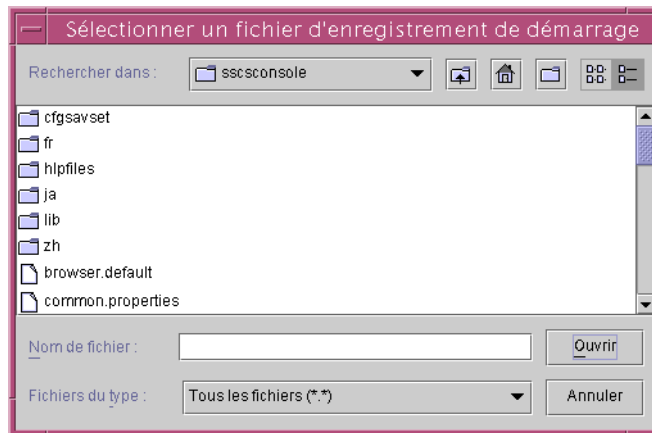 Sélectionner un fichier d'enregistrement de démarrage
Rechercher dans : sscsconsole
cfgsavset
fr
hlpfiles
ja
lib
zh
browser.default
common.properties
Nom de fichier : Ouvrir
Fichiers du type : Tous les fichiers (*.*) Annuler